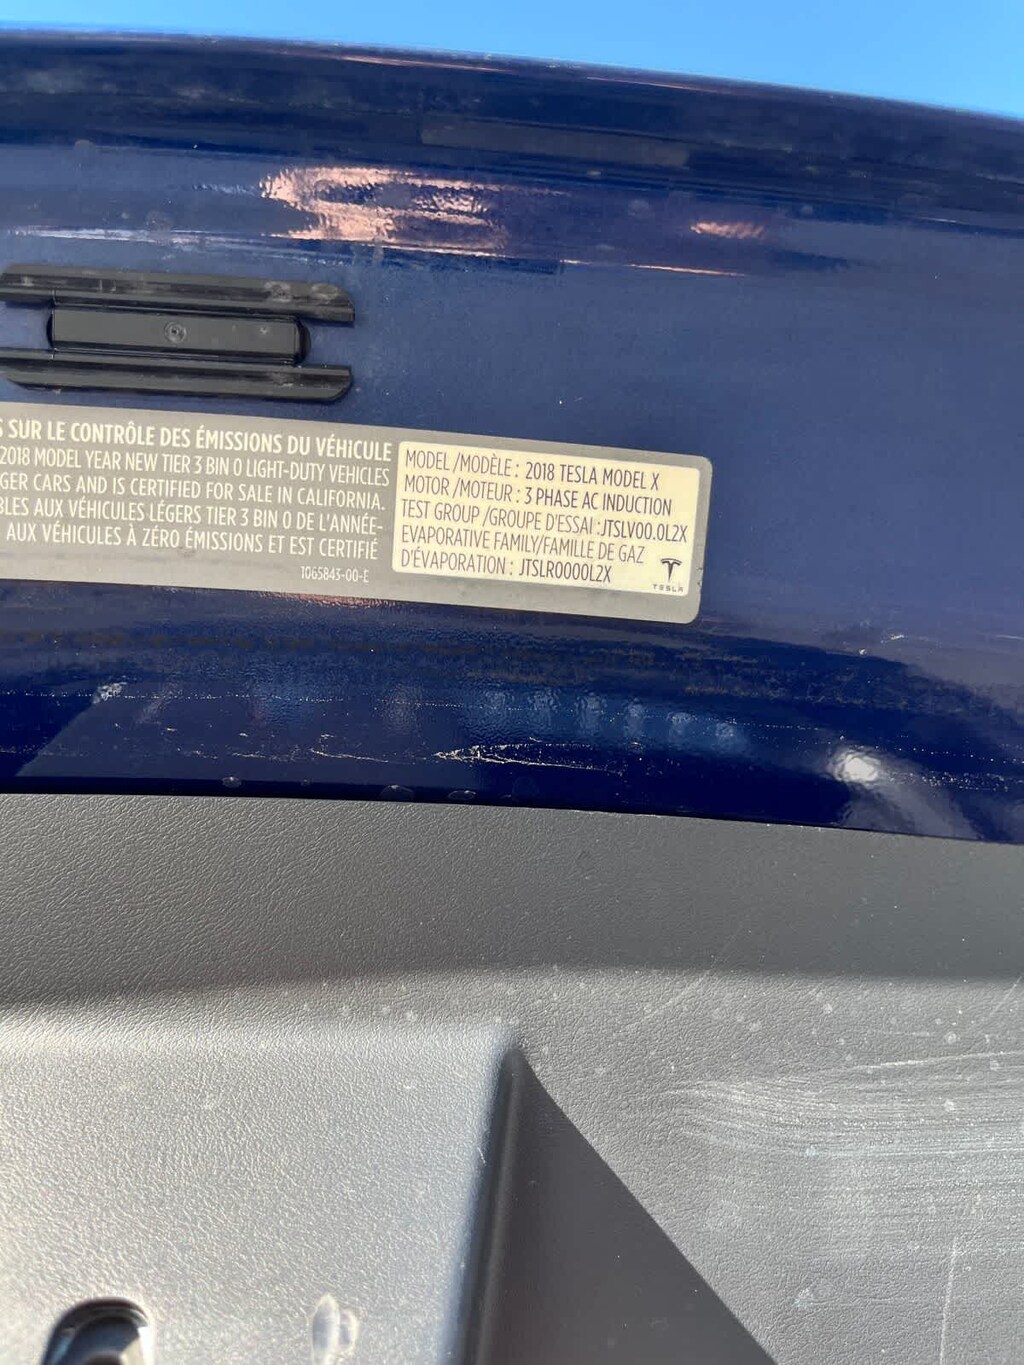 SUR LE CONTRÔLE DES ÉMISSIONS DU VÉHICULE
2018 MODEL YEAR NEW TIER 3 BIN 0 LIGHT-DUTY VEHICLES
GER CARS AND IS CERTIFIED FOR SALE IN CALIFORNIA.
BLES AUX VÉHICULES LÉGERS TIER 3 BIN 0 DE L'ANNÉE-
AUX VÉHICULES À ZÉRO ÉMISSIONS ET EST CERTIFIÉ
1065843-00-E
MODEL /MODÈLE : 2018 TESLA MODEL X
MOTOR /MOTEUR : 3 PHASE AC INDUCTION
TEST GROUP /GROUPE D'ESSAI :JTSLV00.0L2X
EVAPORATIVE FAMILY/FAMILLE DE GAZ
D'ÉVAPORATION : JTSLR0000L2X
TESLA